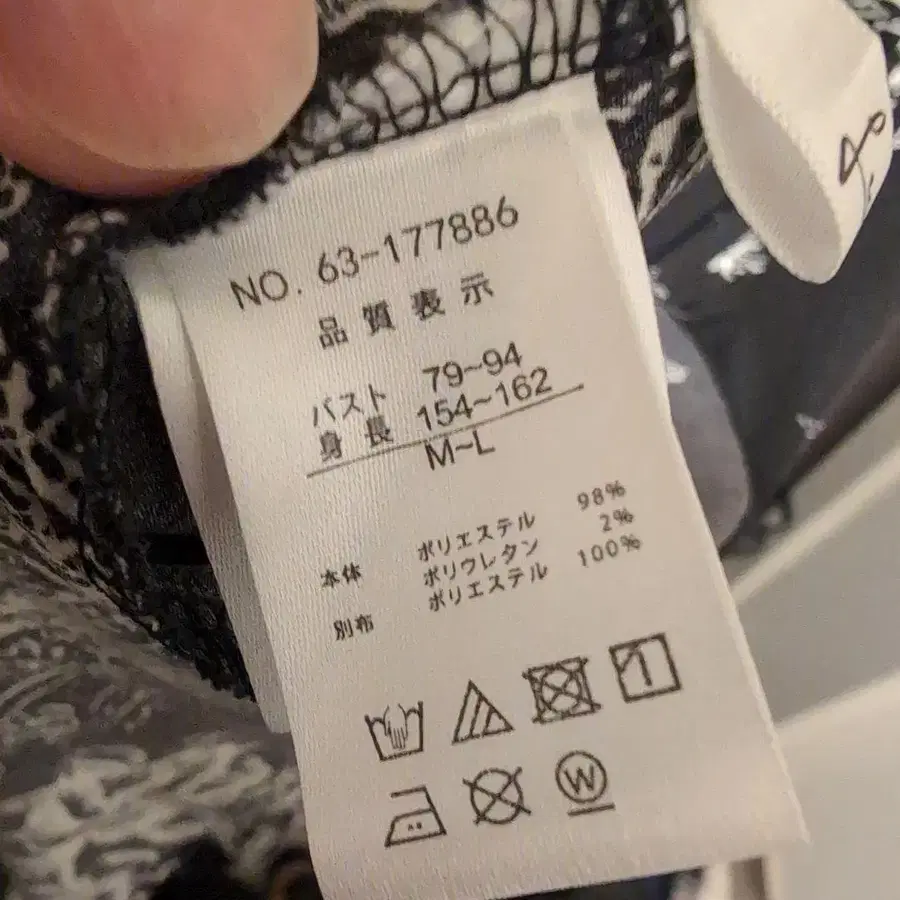 NO. 63-177886
品質表示
バスト 79~94
身長 154~162
M~L
本体 ポリエステル 98%
ポリウレタン 2%
別布 ポリエステル 100%
W